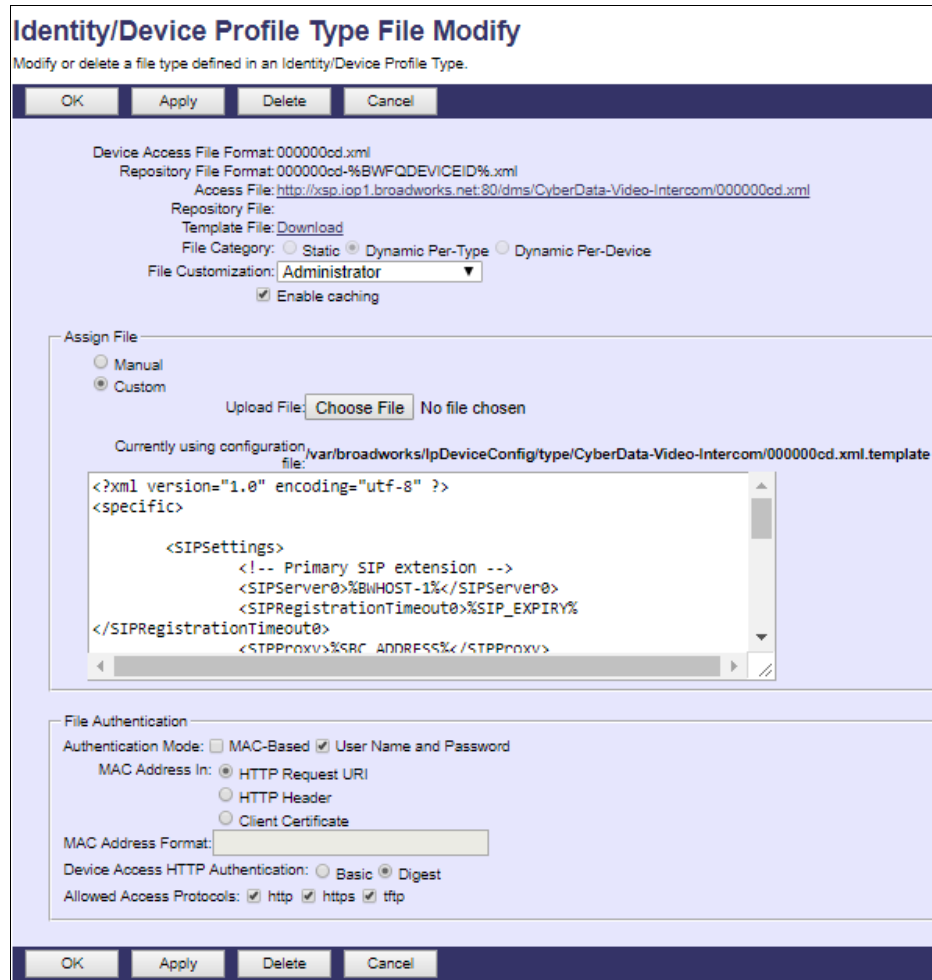 Identity/Device Profile Type File Modify
Modify or delete a file type defined in an Identity/Device Profile Type.
OK Apply Delete Cancel
Device Access File Format:000000cd.xml
Repository File Format:000000cd-%BWFQDEVICEID%.xml
Access File:http://xsp.iop1.broadworks.net:80/dms/CyberData-Video-Intercom/000000cd.xml
Repository File:
Template File:Download
File Category: Static Dynamic Per-Type Dynamic Per-Device
File Customization: Administrator
Enable caching
Assign File
Manual
Custom
Upload File: Choose File No file chosen
Currently using configuration file:/var/broadworks/IpDeviceConfig/type/CyberData-Video-Intercom/000000cd.xml.template
<?xml version="1.0" encoding="utf-8" ?>
<specific>
<SIPSettings>
<!-- Primary SIP extension -->
<SIPServer0>%BWHOST-1%</SIPServer0>
<SIPRegistrationTimeout0>%SIP_EXPIRY%
</SIPRegistrationTimeout0>
<SIPProxy>%SBC_ADDRESS%</SIPProxy>
File Authentication
Authentication Mode: MAC-Based User Name and Password
MAC Address In: HTTP Request URI
HTTP Header
Client Certificate
MAC Address Format:
Device Access HTTP Authentication: Basic Digest
Allowed Access Protocols: http https tftp
OK Apply Delete Cancel